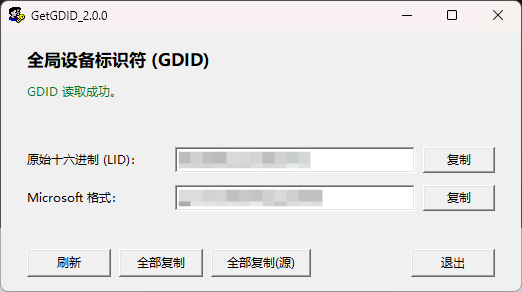 GetGDID_2.0.0
全局设备标识符 (GDID)
GDID 读取成功。
原始十六进制 (LID)： 复制
Microsoft 格式： 复制
刷新 全部复制 全部复制(源) 退出